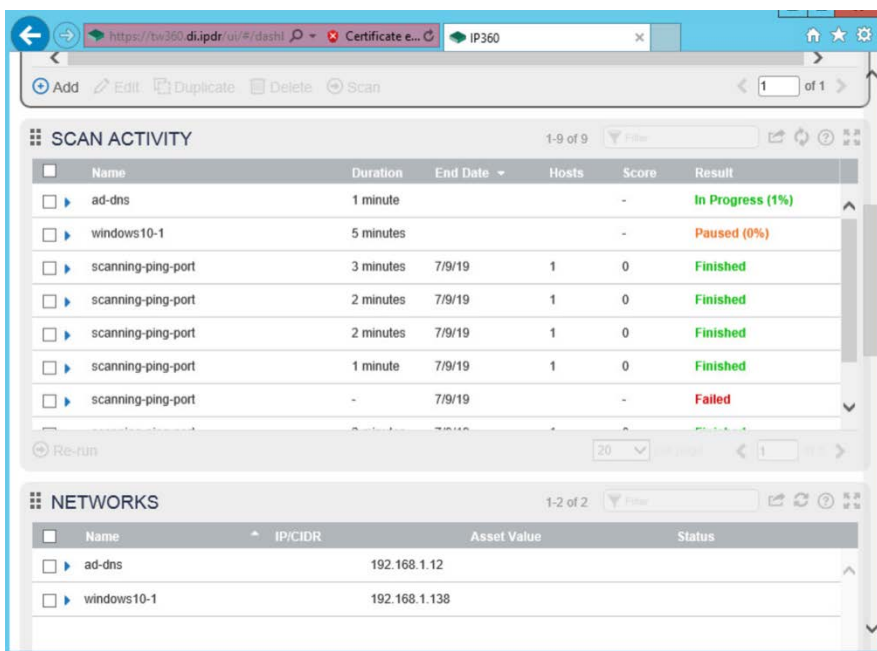 https://tw360.di.ipdr/ui/#/dashl Certificate e... IP360
Add Edit Duplicate Delete Scan 1 of 1
SCAN ACTIVITY 1-9 of 9 Filter
Name Duration End Date Hosts Score Result
ad-dns 1 minute - In Progress (1%)
windows10-1 5 minutes - Paused (0%)
scanning-ping-port 3 minutes 7/9/19 1 0 Finished
scanning-ping-port 2 minutes 7/9/19 1 0 Finished
scanning-ping-port 2 minutes 7/9/19 1 0 Finished
scanning-ping-port 1 minute 7/9/19 1 0 Finished
scanning-ping-port - 7/9/19 - Failed
Re-run 20 1
NETWORKS 1-2 of 2 Filter
Name IP/CIDR Asset Value Status
ad-dns 192.168.1.12
windows10-1 192.168.1.138